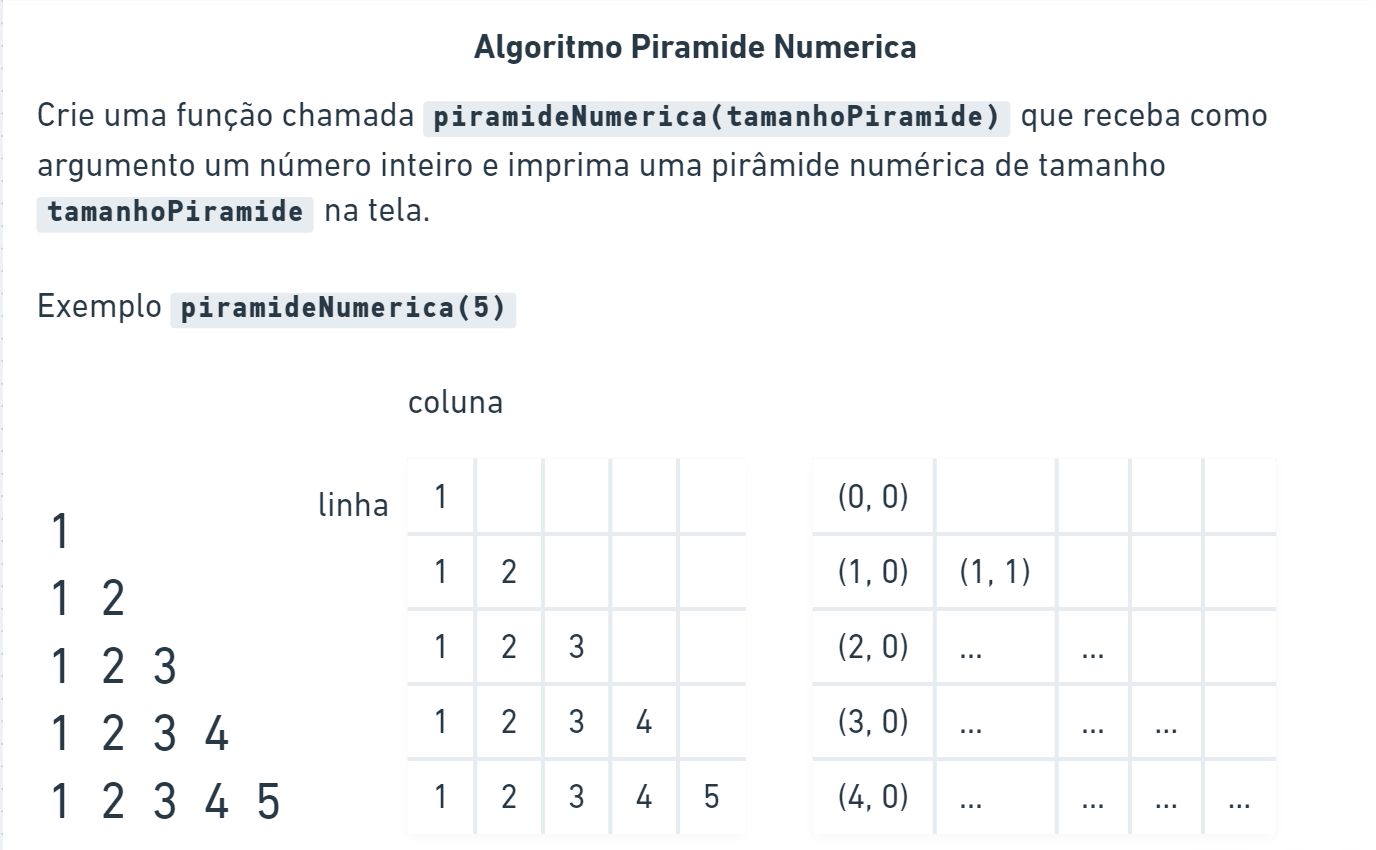 Algoritmo Piramide Numerica
Crie uma função chamada piramideNumerica(tamanhoPiramide) que receba como
argumento um número inteiro e imprima uma pirâmide numérica de tamanho
tamanhoPiramide na tela.
Exemplo piramideNumerica(5)
1
1 2
1 2 3
1 2 3 4
1 2 3 4 5
coluna
linha
1
1 2
1 2 3
1 2 3 4
1 2 3 4 5
(0, 0)
(1, 0) (1, 1)
(2, 0) ... ...
(3, 0) ... ... ...
(4, 0) ... ... ... ...